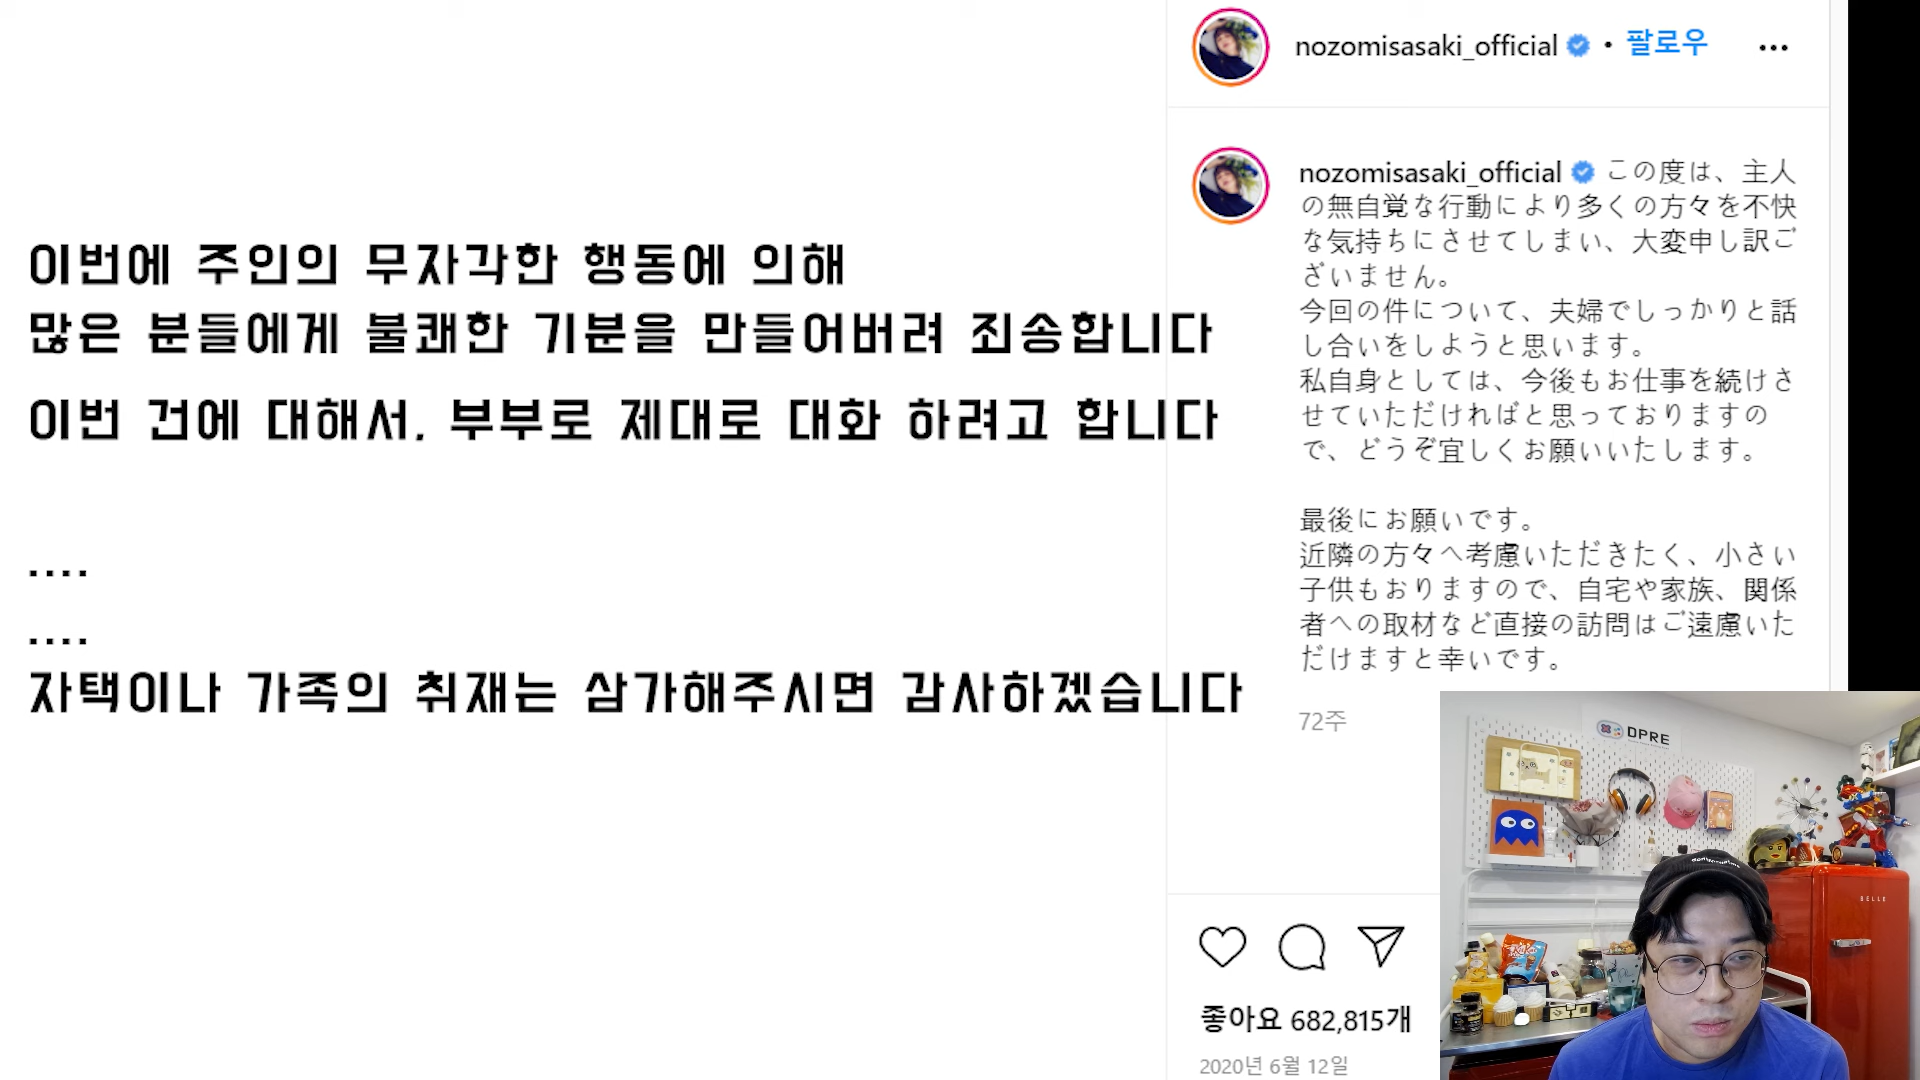 이번에 주인의 무자각한 행동에 의해
많은 분들에게 불쾌한 기분을 만들어버려 죄송합니다
이번 건에 대해서, 부부로 제대로 대화 하려고 합니다
....
....
자택이나 가족의 취재는 삼가해주시면 감사하겠습니다
nozomisasaki_official • 팔로우 ...
nozomisasaki_official この度は、主人
の無自覚な行動により多くの方々を不快
な気持ちにさせてしまい、大変申し訳ご
ざいません。
今回の件について、夫婦でしっかりと話
し合いをしようと思います。
私自身としては、今後もお仕事を続けさ
せていただければと思っておりますの
で、どうぞ宜しくお願いいたします。
最後にお願いです。
近隣の方々へ考慮いただきたく、小さい
子供もおりますので、自宅や家族、関係
者への取材など直接の訪問はご遠慮いた
だけますと幸いです。
72주
좋아요 682,815개
2020년 6월 12일
DPRE
BELLE